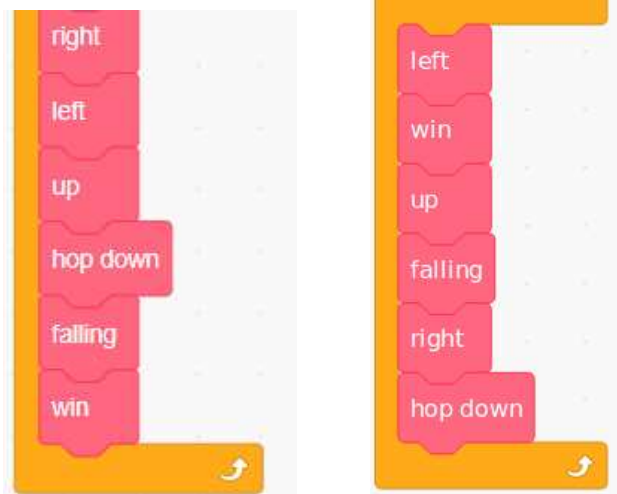 right
left
up
hop down
falling
win
left
win
up
falling
right
hop down